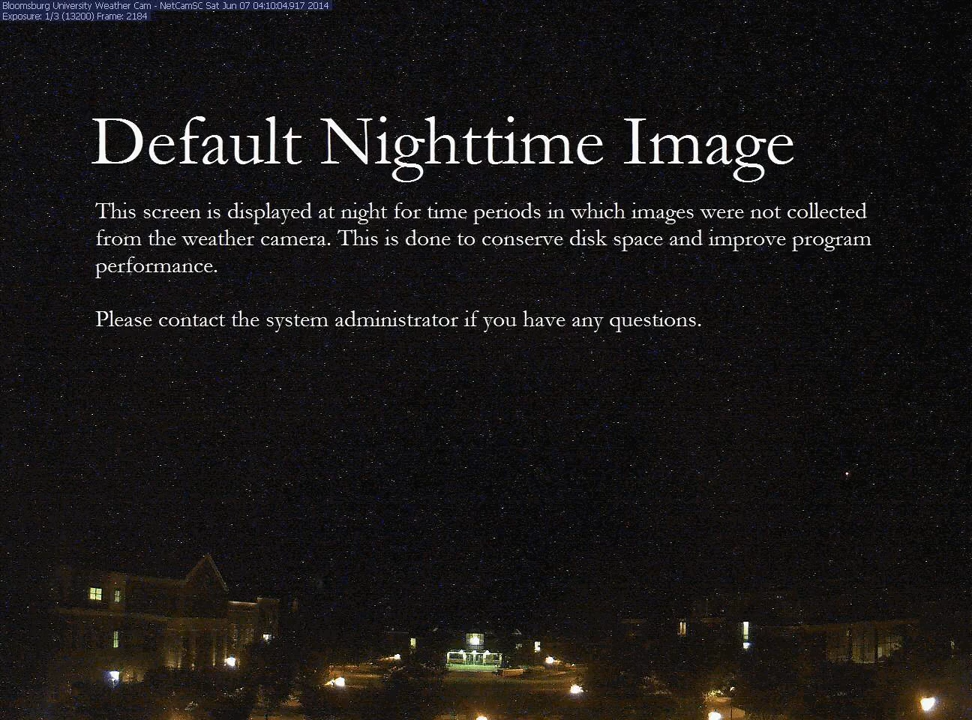 Bloomsburg University Weather Cam - NetCamSC Sat Jun 07 04:10:04.917 2014
Exposure: 1/3 (13200) Frame: 2184
Default Nighttime Image
This screen is displayed at night for time periods in which images were not collected
from the weather camera. This is done to conserve disk space and improve program
performance.
Please contact the system administrator if you have any questions.